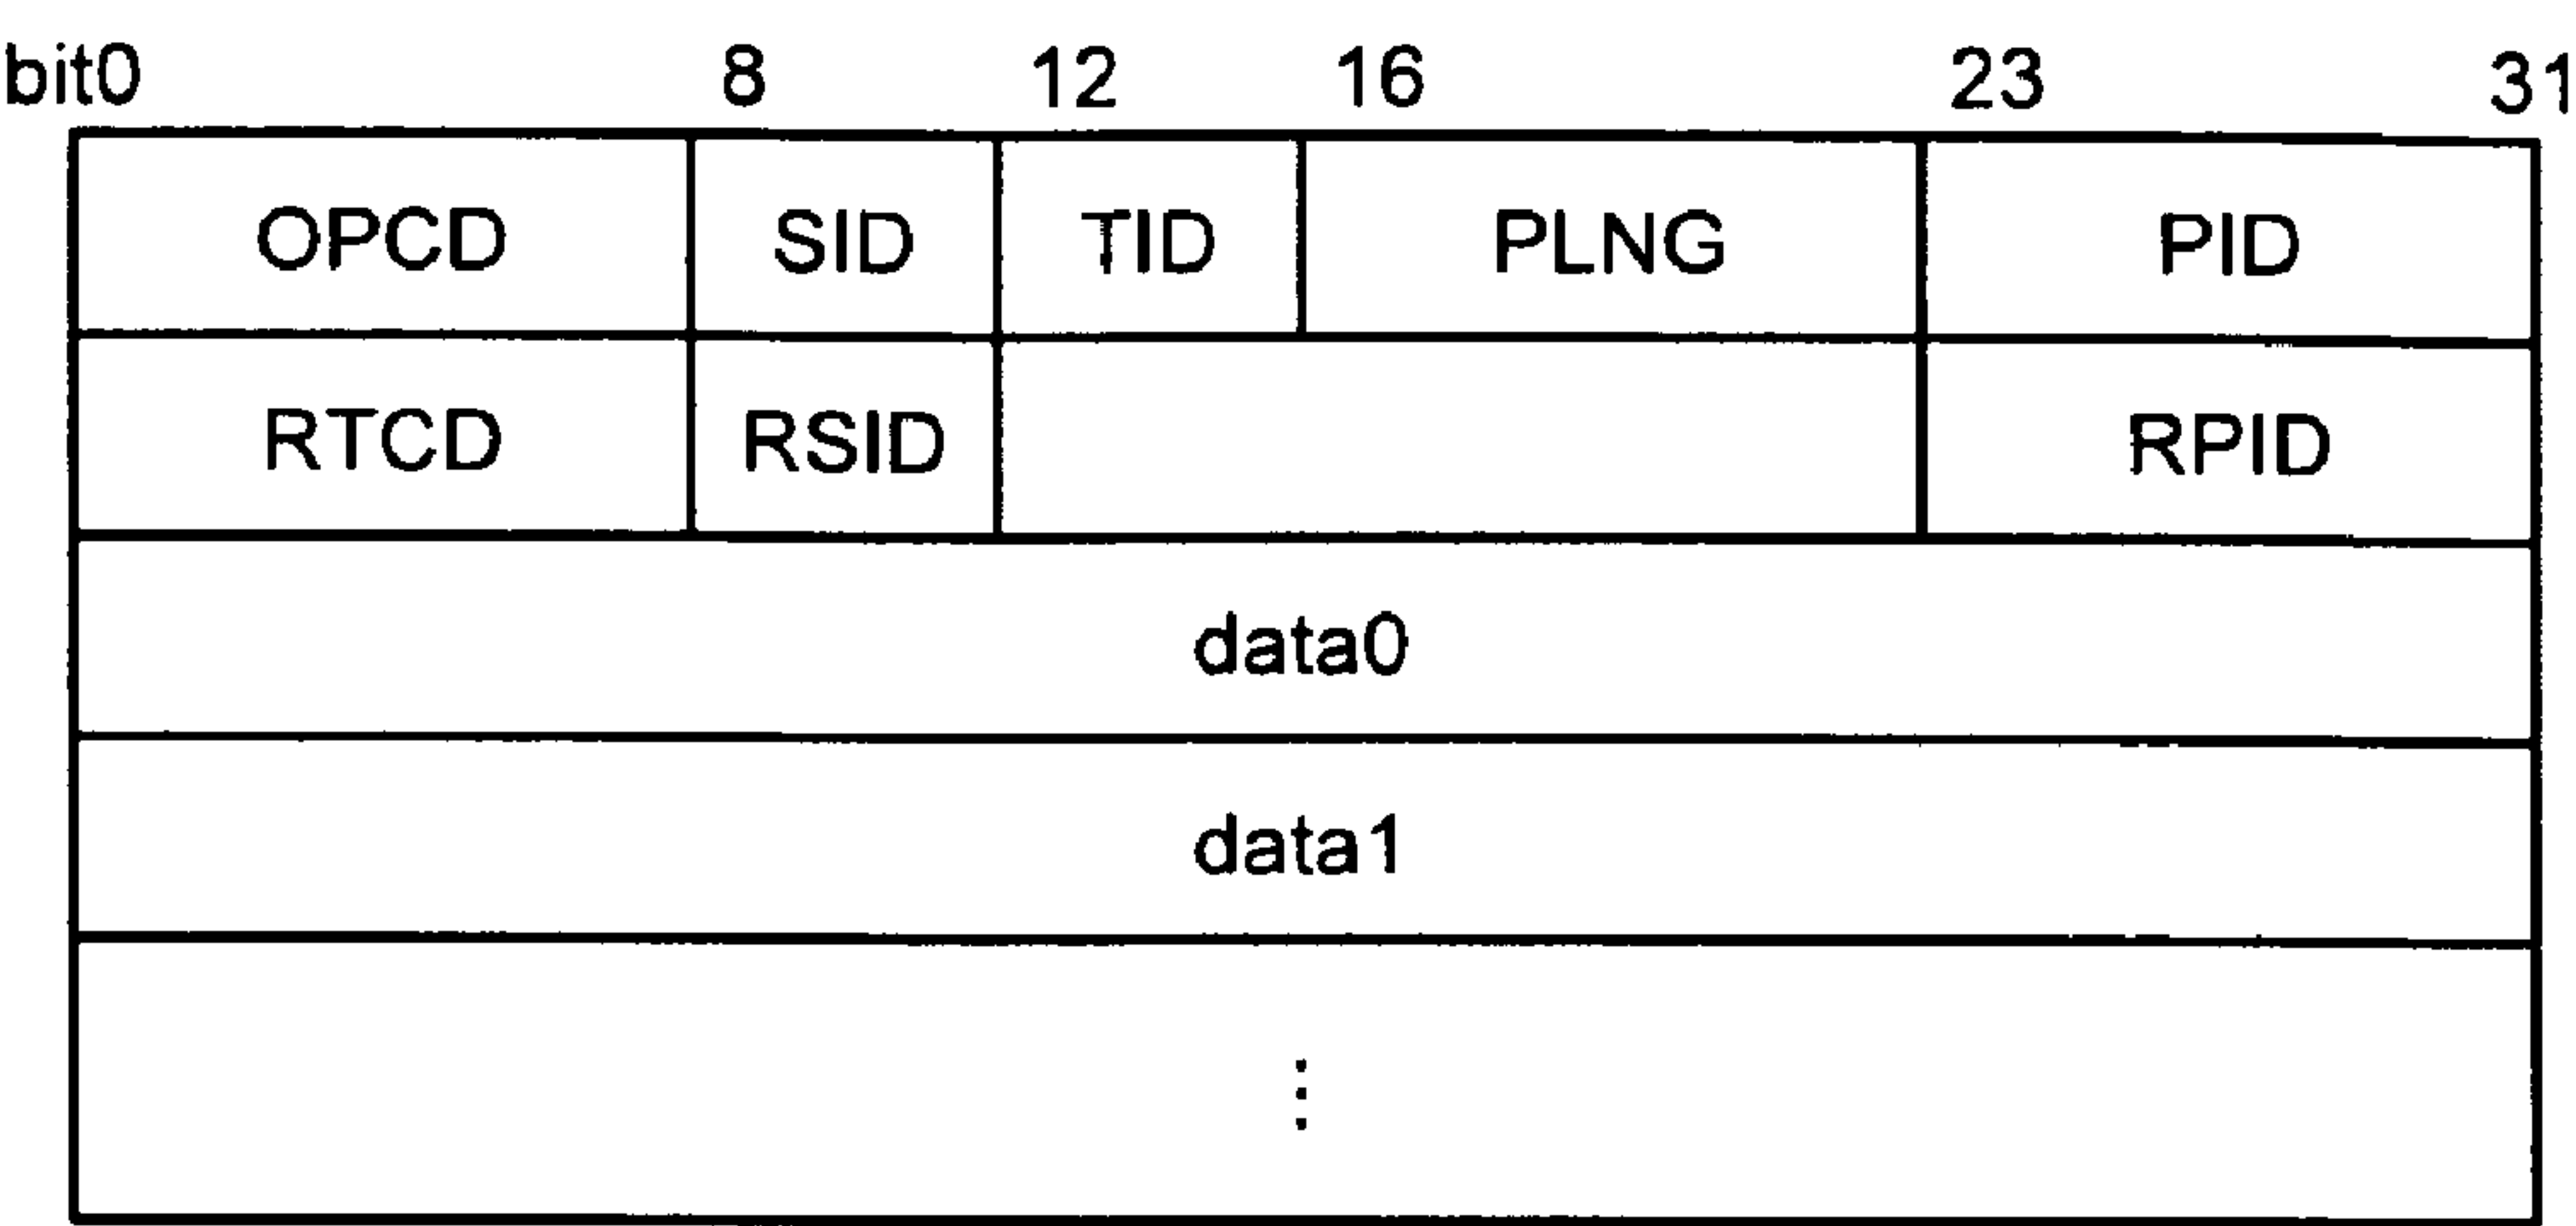 bit0 8 12 16 23 31
OPCD SID TID PLNG PID
RTCD RSID RPID
data0
data1
⋮